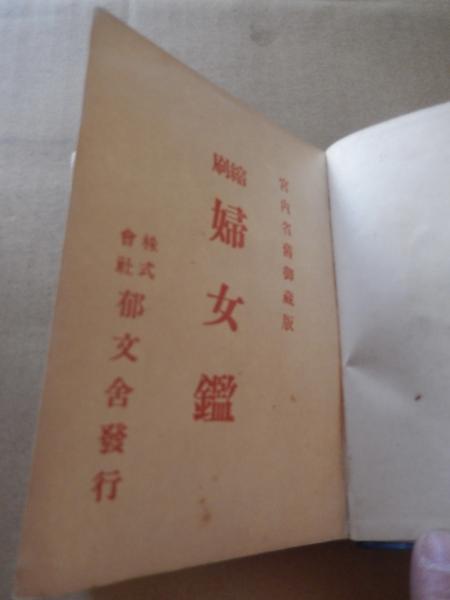 宮内省舊御藏版
縮刷 婦女鑑
株式會社 郁文舍發行